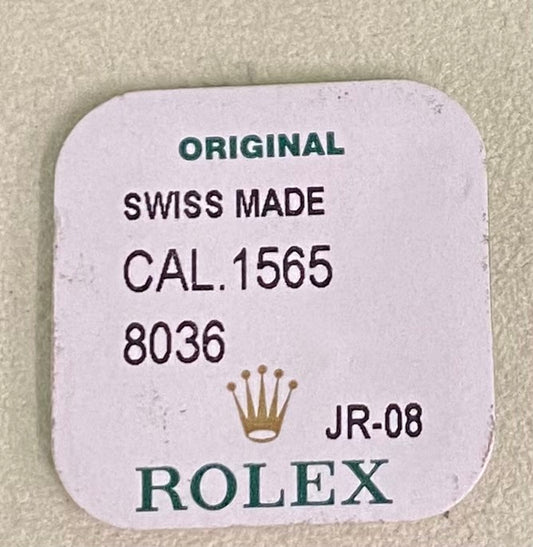 ORIGINAL
SWISS MADE
CAL.1565
8036
JR-08
ROLEX